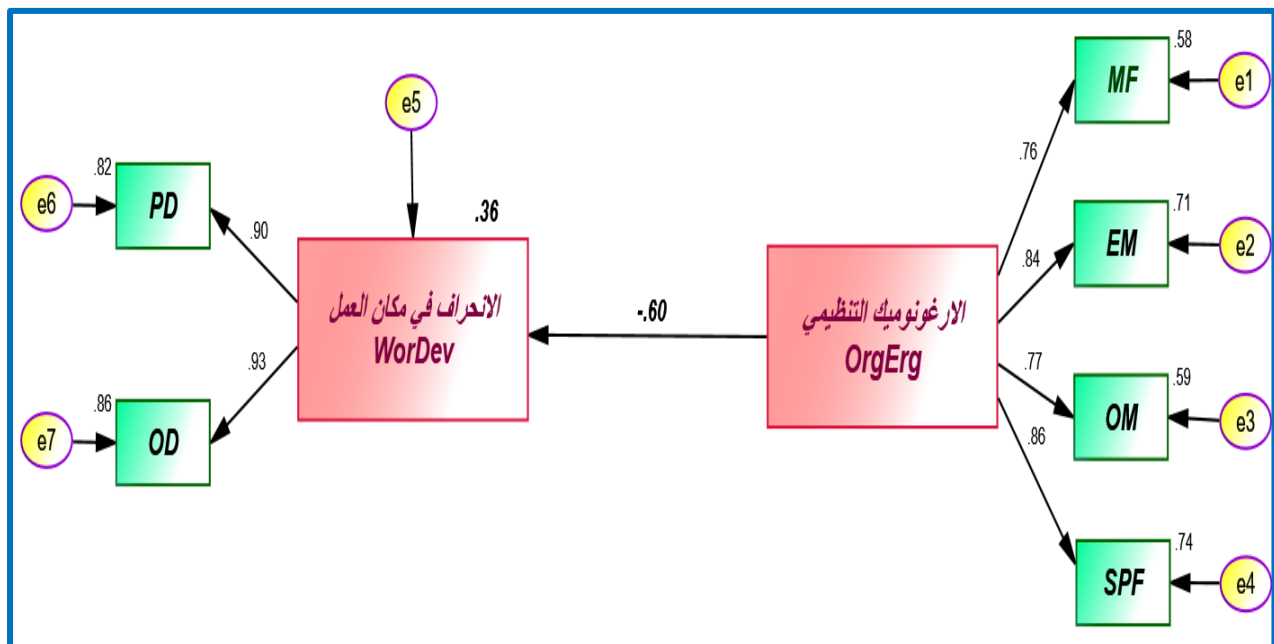 .58
MF
e1
e5
.76
.82
e6
PD
.36
.71
EM
e2
.90
.84
الانحراف في مكان العمل
WorDev
-.60
الارغونوميك التنظيمي
OrgErg
.93
.77
.59
.86
e7
OD
OM
e3
.86
.74
SPF
e4